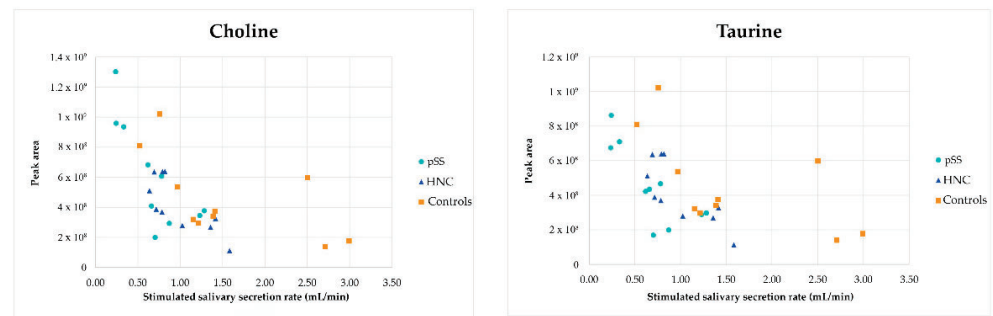 Choline
1.4 x 10⁹
1.2 x 10⁹
1 x 10⁹
8 x 10⁸
6 x 10⁸
4 x 10⁸
2 x 10⁸
0
Peak area
0.00 0.50 1.00 1.50 2.00 2.50 3.00 3.50
Stimulated salivary secretion rate (mL/min)
pSS
HNC
Controls
Taurine
1.2 x 10⁹
1 x 10⁹
8 x 10⁸
6 x 10⁸
4 x 10⁸
2 x 10⁸
0
Peak area
0.00 0.50 1.00 1.50 2.00 2.50 3.00 3.50
Stimulated salivary secretion rate (mL/min)
pSS
HNC
Controls